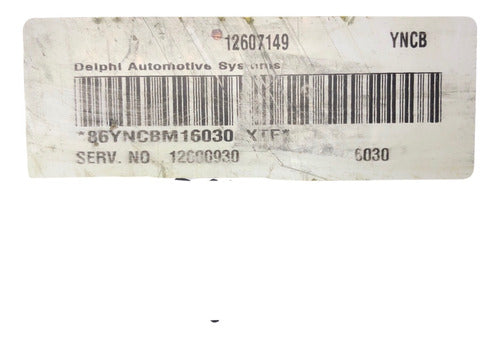 12607149 YNCB
Delphi Automotive Systems
*86YNCBM16030 XTF*
SERV. NO. 12600930 6030